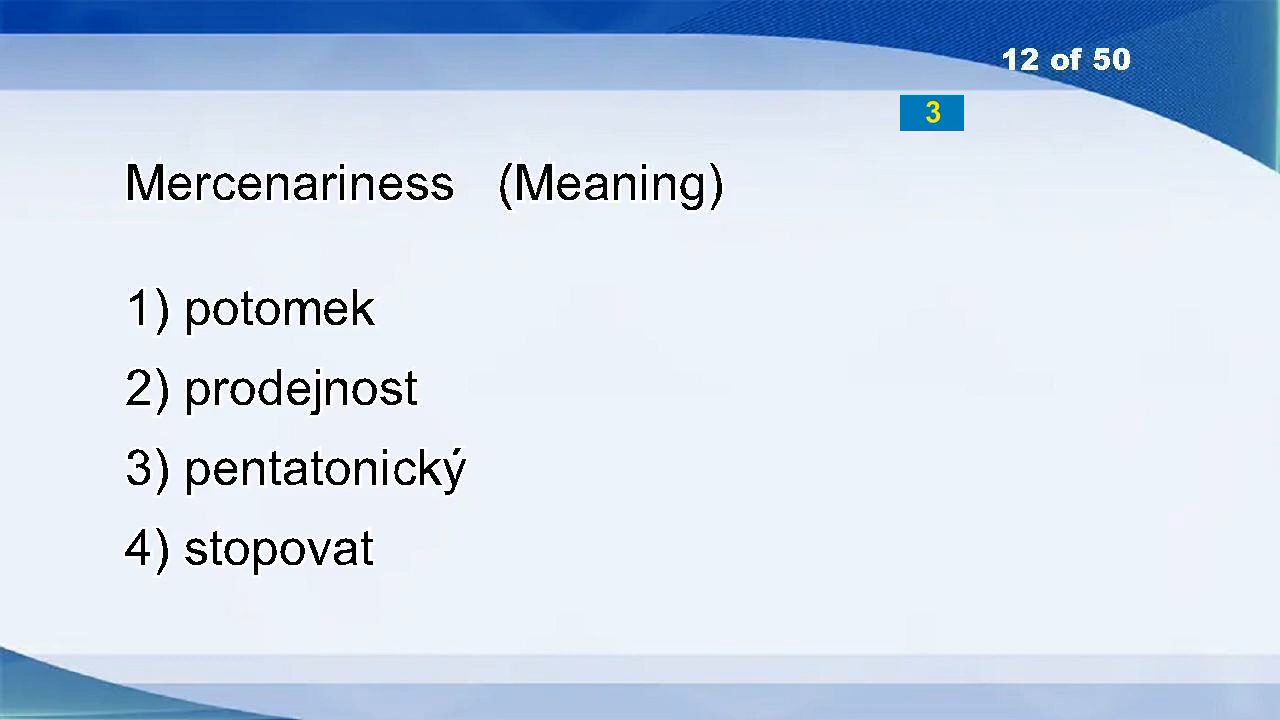 12 of 50
3
Mercenariness (Meaning)
1) potomek
2) prodejnost
3) pentatonický
4) stopovat